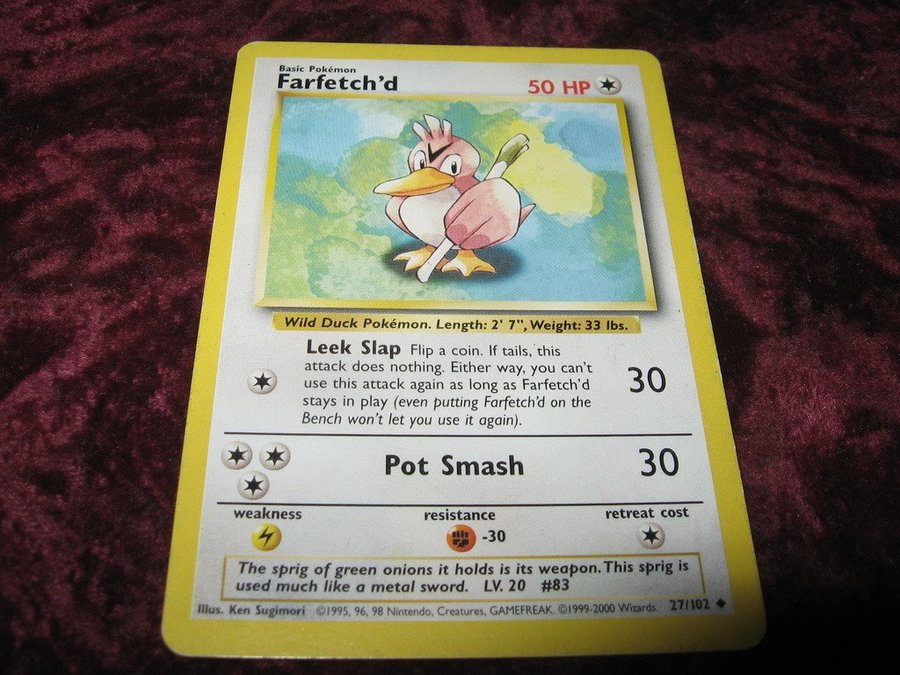 Basic Pokémon
Farfetch'd 50 HP
Wild Duck Pokémon. Length: 2' 7", Weight: 33 lbs.
Leek Slap Flip a coin. If tails, this
attack does nothing. Either way, you can't
use this attack again as long as Farfetch'd
stays in play (even putting Farfetch'd on the
Bench won't let you use it again).
30
Pot Smash 30
weakness resistance retreat cost
-30
The sprig of green onions it holds is its weapon. This sprig is
used much like a metal sword. LV. 20 #83
Illus. Ken Sugimori ©1995, 96, 98 Nintendo, Creatures, GAMEFREAK. ©1999-2000 Wizards. 27/102